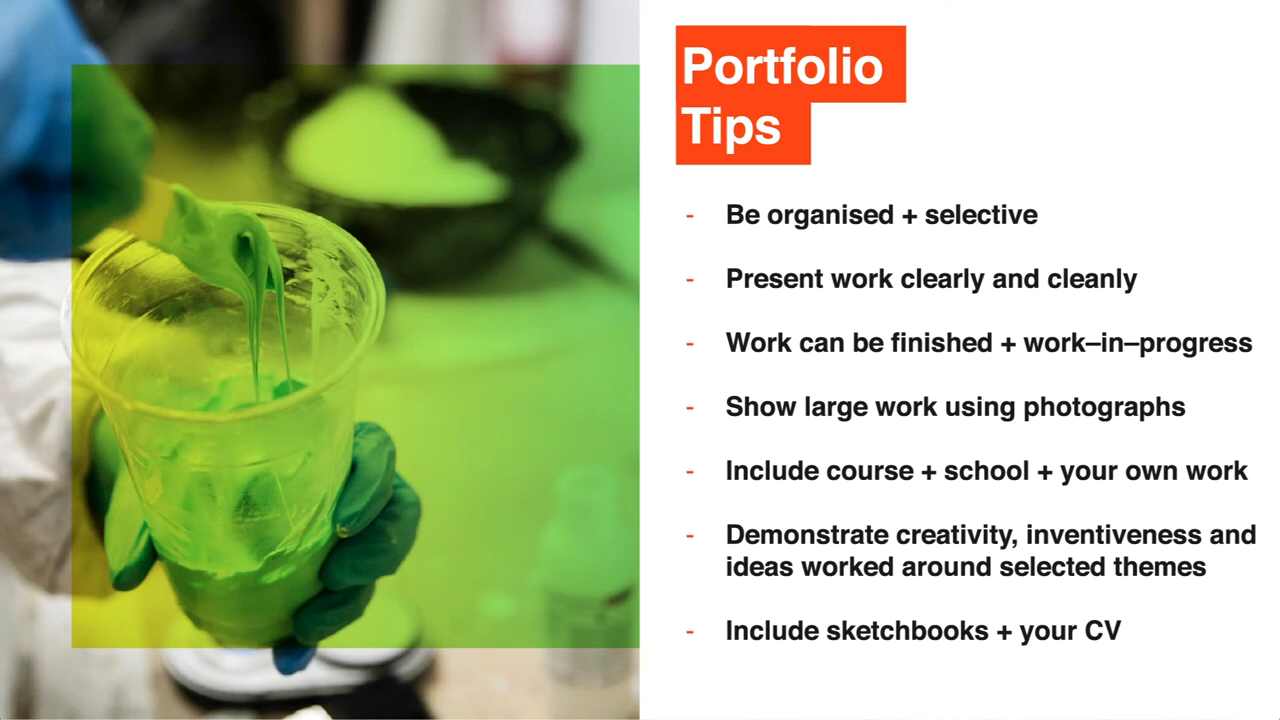 Portfolio
Tips
- Be organised + selective
- Present work clearly and cleanly
- Work can be finished + work–in–progress
- Show large work using photographs
- Include course + school + your own work
- Demonstrate creativity, inventiveness and
ideas worked around selected themes
- Include sketchbooks + your CV